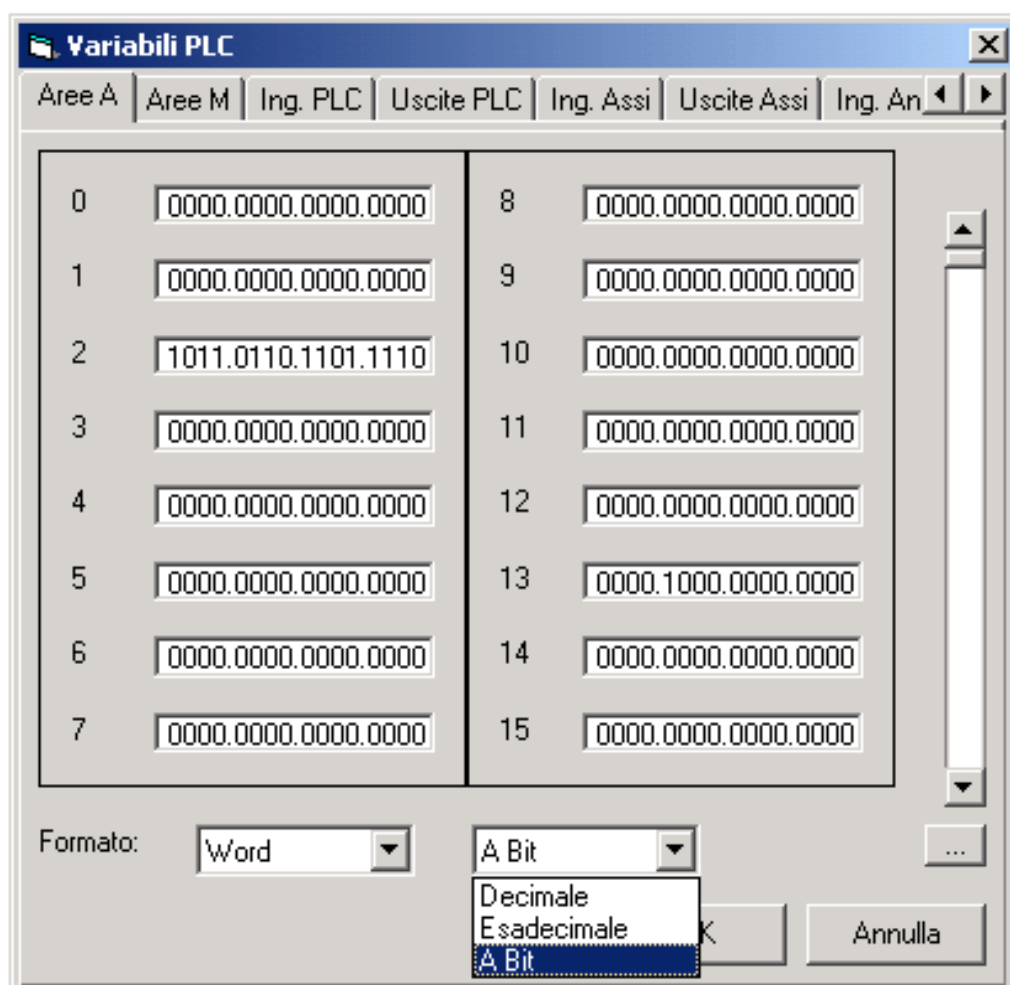 Variabili PLC
Aree A Aree M Ing. PLC Uscite PLC Ing. Assi Uscite Assi Ing. An
0 0000.0000.0000.0000 8 0000.0000.0000.0000
1 0000.0000.0000.0000 9 0000.0000.0000.0000
2 1011.0110.1101.1110 10 0000.0000.0000.0000
3 0000.0000.0000.0000 11 0000.0000.0000.0000
4 0000.0000.0000.0000 12 0000.0000.0000.0000
5 0000.0000.0000.0000 13 0000.1000.0000.0000
6 0000.0000.0000.0000 14 0000.0000.0000.0000
7 0000.0000.0000.0000 15 0000.0000.0000.0000
Formato: Word A Bit ...
Decimale
Esadecimale K Annulla
A Bit